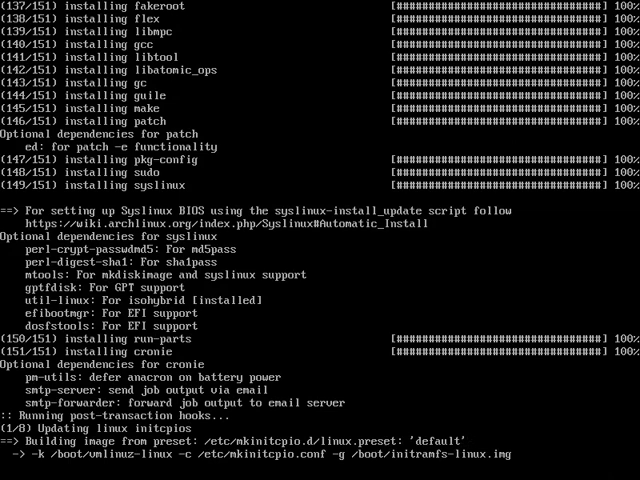 (137/151) installing fakeroot [##########################] 100%
(138/151) installing flex [##########################] 100%
(139/151) installing libmpc [##########################] 100%
(140/151) installing gcc [##########################] 100%
(141/151) installing libtool [##########################] 100%
(142/151) installing libatomic_ops [##########################] 100%
(143/151) installing gc [##########################] 100%
(144/151) installing guile [##########################] 100%
(145/151) installing make [##########################] 100%
(146/151) installing patch [##########################] 100%
Optional dependencies for patch
ed: for patch -e functionality
(147/151) installing pkg-config [##########################] 100%
(148/151) installing sudo [##########################] 100%
(149/151) installing syslinux [##########################] 100%
==> For setting up Syslinux BIOS using the syslinux-install_update script follow
https://wiki.archlinux.org/index.php/Syslinux#Automatic_Install
Optional dependencies for syslinux
perl-crypt-passwdmd5: For md5pass
perl-digest-sha1: For sha1pass
mtools: For mkdiskimage and syslinux support
gptfdisk: For GPT support
util-linux: For isohybrid [installed]
efibootmgr: For EFI support
dosfstools: For EFI support
(150/151) installing run-parts [##########################] 100%
(151/151) installing cronie [##########################] 100%
Optional dependencies for cronie
pm-utils: defer anacron on battery power
smtp-server: send job output via email
smtp-forwarder: forward job output to email server
:: Running post-transaction hooks...
(1/8) Updating linux initcpios
==> Building image from preset: /etc/mkinitcpio.d/linux.preset: 'default'
-> -k /boot/vmlinuz-linux -c /etc/mkinitcpio.conf -g /boot/initramfs-linux.img